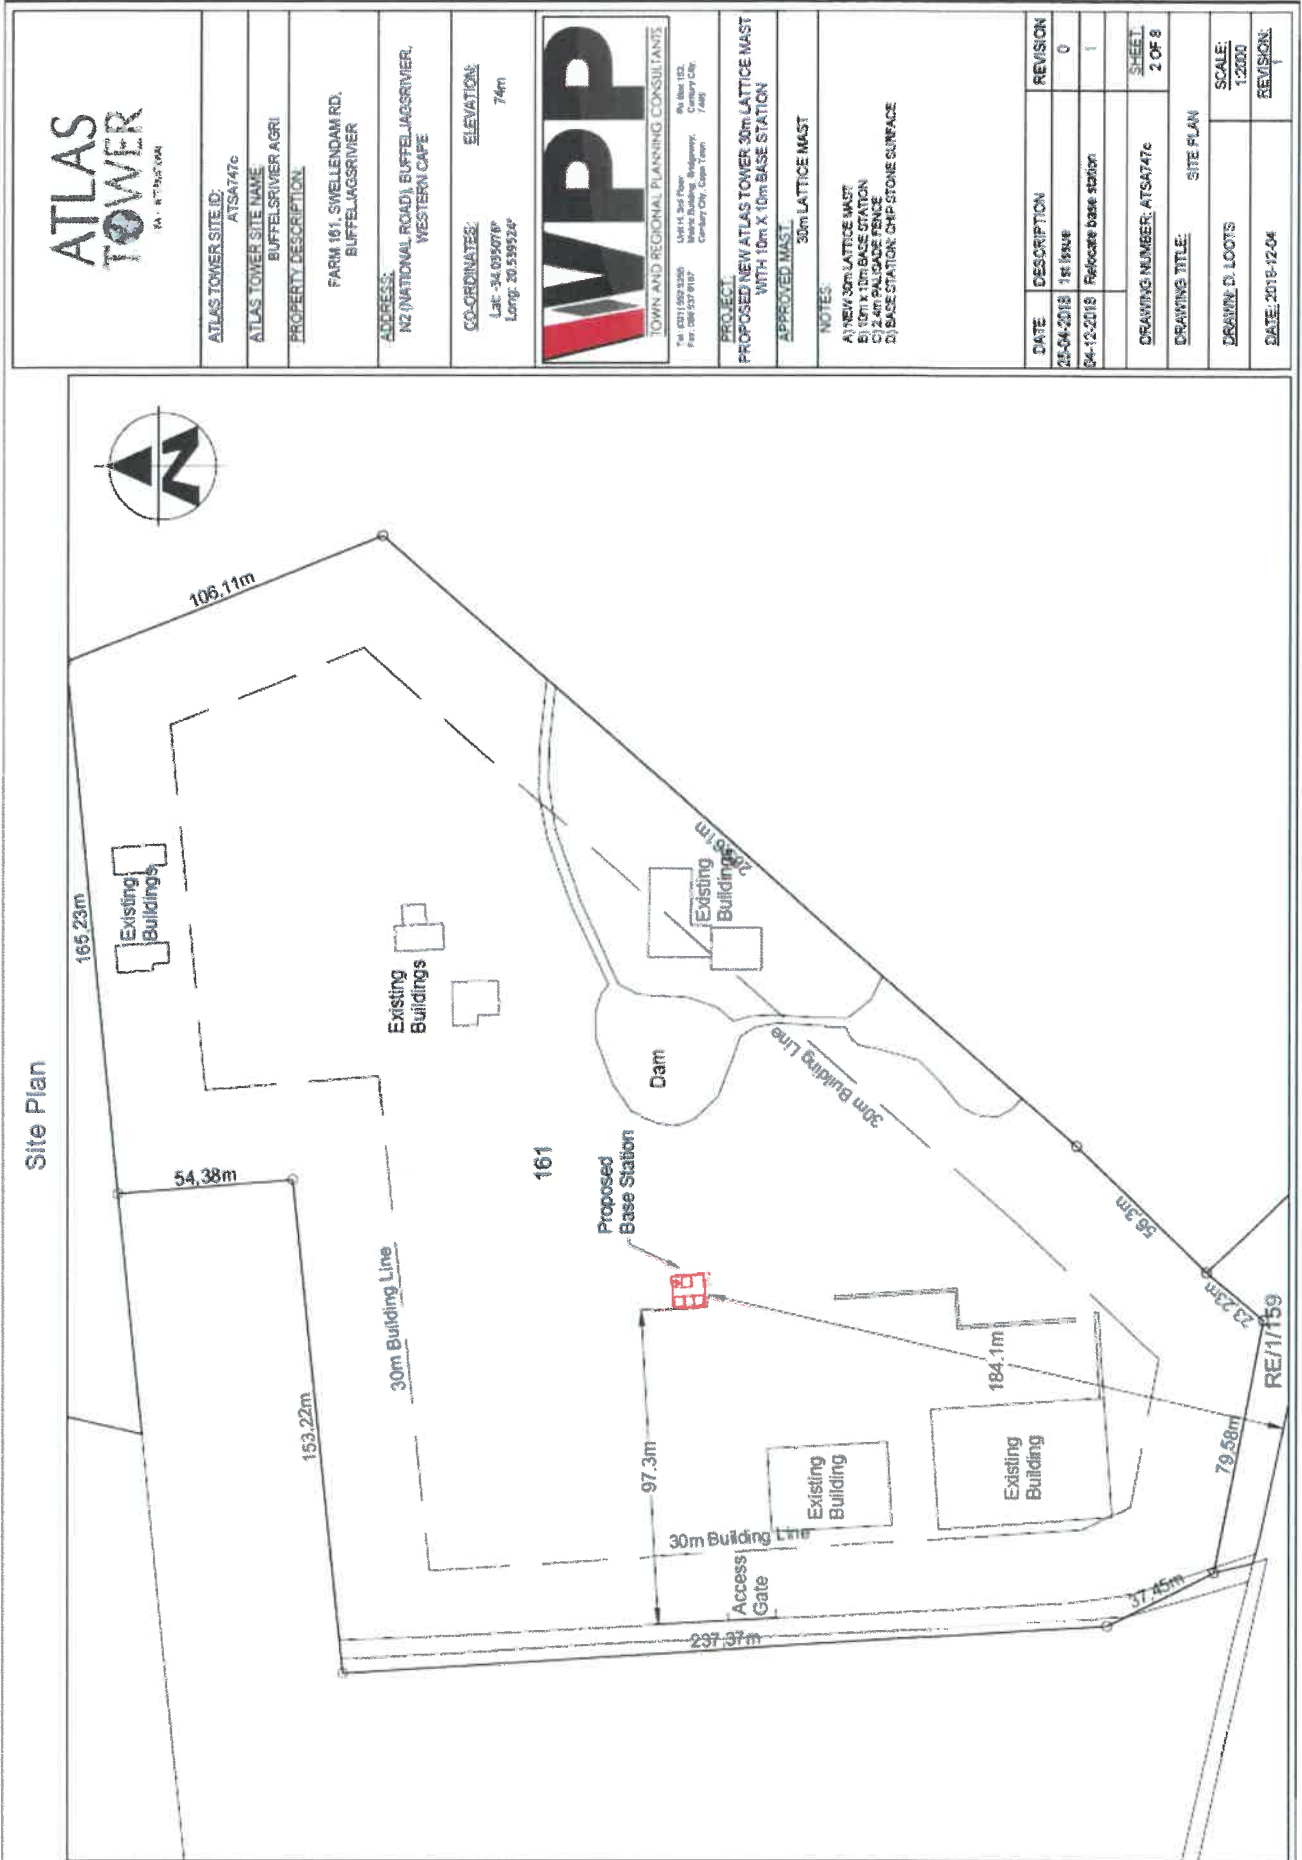 Site Plan
106,11m
165,23m
54,38m
153,22m
Existing
Buildings
Existing
Buildings
Existing
Buildings
Dam
161
Proposed
Base Station
30m Building Line
30m Building Line
30m Building Line
97.3m
184.1m
Existing
Building
Existing
Building
Access
Gate
237,37m
37,45m
79,58m
56,3m
RE/1/159
ATLAS
TOWER
ATLAS TOWER SITE ID:
ATSA747c
ATLAS TOWER SITE NAME:
BUFFELSRIVIER AGRI
PROPERTY DESCRIPTION:
FARM 161, SWELLENDAM RD,
BUFFELJAGSRIVIER
ADDRESS:
N2 (NATIONAL ROAD), BUFFELJAGSRIVIER,
WESTERN CAPE
CO-ORDINATES:
ELEVATION:
Lat: -34.035076°
74m
Long: 20.539524°
VPP
TOWN AND REGIONAL PLANNING CONSULTANTS
Century City, Cape Town
PROJECT:
PROPOSED NEW ATLAS TOWER 30m LATTICE MAST
WITH 10m X 10m BASE STATION
APPROVED MAST
30m LATTICE MAST
NOTES:
A) NEW 30m LATTICE MAST
B) 10m x 10m BASE STATION
C) 2.4m PALISADE FENCE
D) BASE STATION: CHIP STONE SURFACE
DATE: DESCRIPTION REVISION
25-04-2018 1st Issue 0
04-12-2018 Relocate base station 1
DRAWING NUMBER: ATSA747c
SHEET:
2 OF 8
DRAWING TITLE:
SITE PLAN
DRAWN: D. LOOTS
SCALE:
1:2000
DATE: 2018-12-04
REVISION:
1